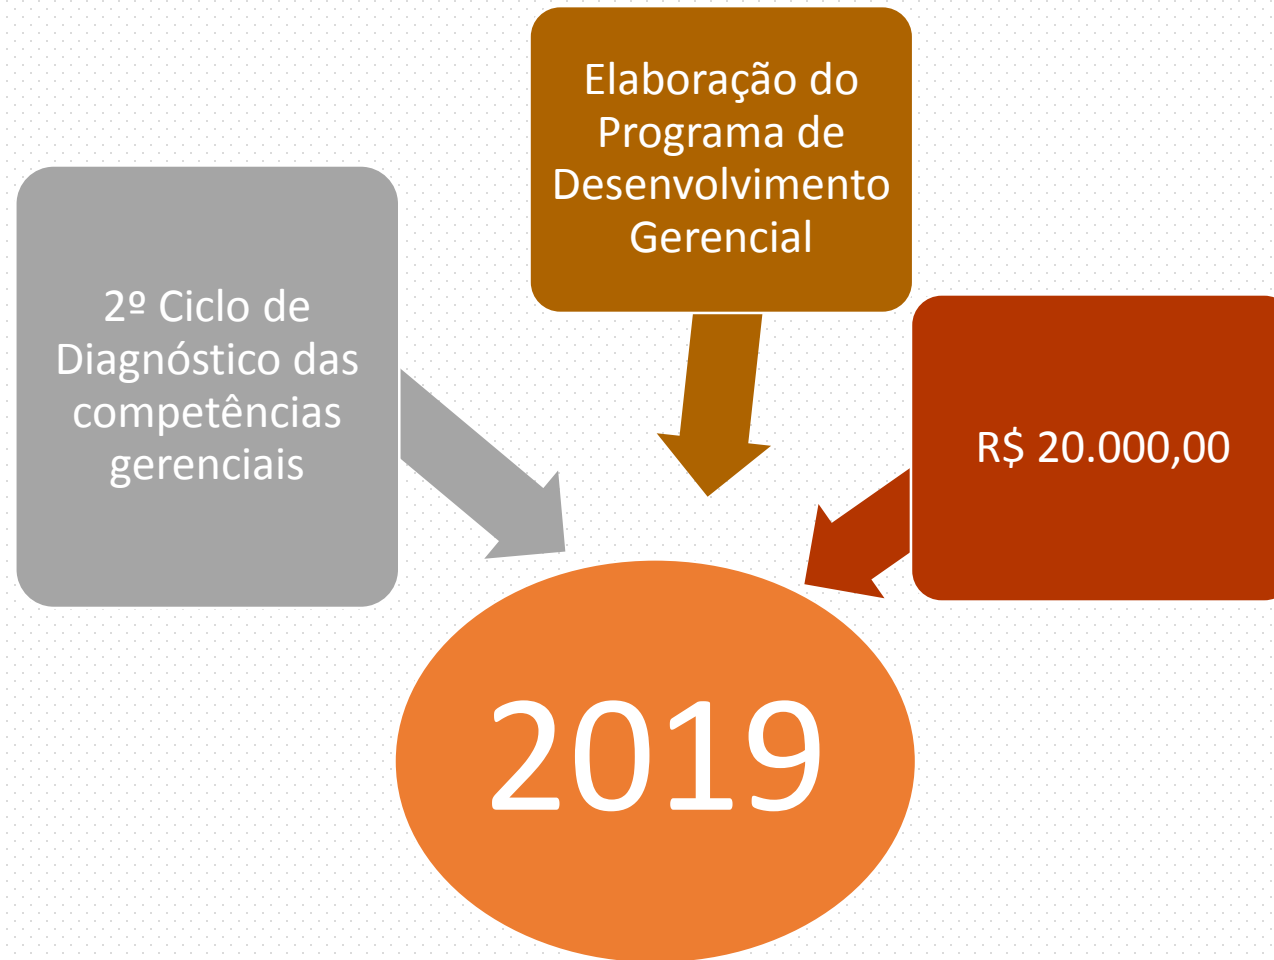 Elaboração do
Programa de
Desenvolvimento
Gerencial
2º Ciclo de
Diagnóstico das
competências
gerenciais
R$ 20.000,00
2019